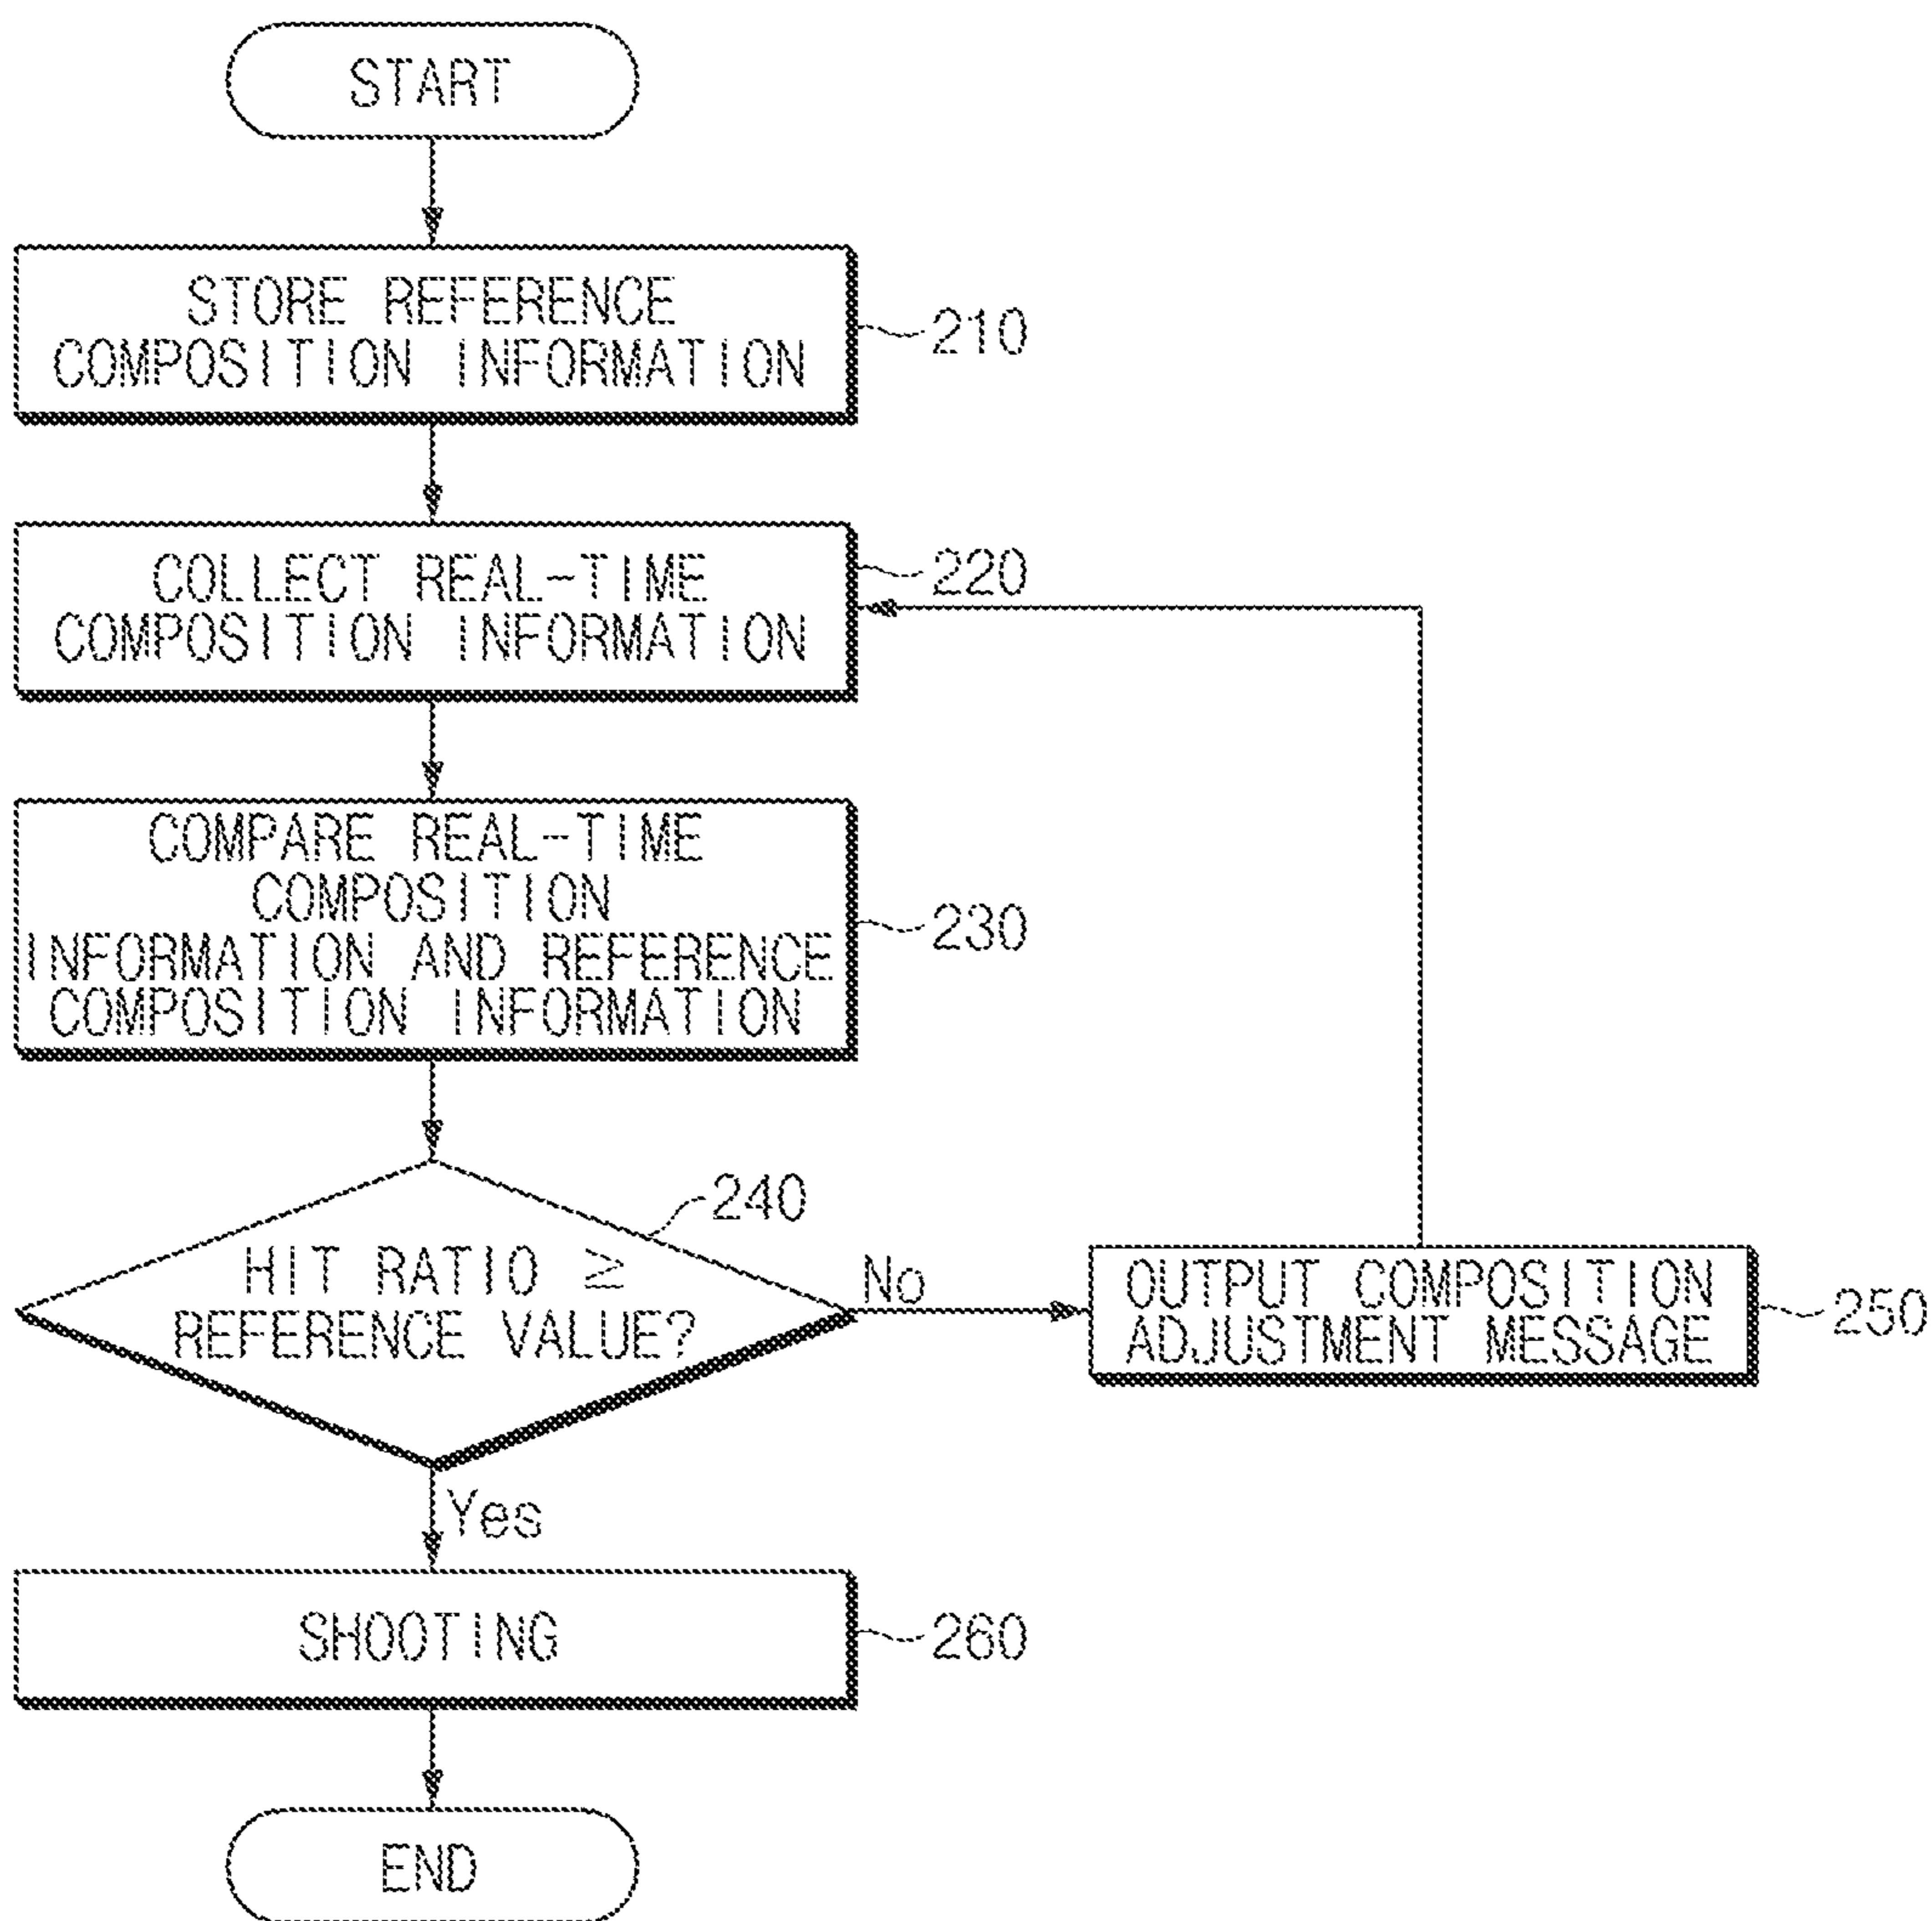 START
STORE REFERENCE
COMPOSITION INFORMATION
210
COLLECT REAL-TIME
COMPOSITION INFORMATION
220
COMPARE REAL-TIME
COMPOSITION
INFORMATION AND REFERENCE
COMPOSITION INFORMATION
230
240
HIT RATIO ≥
REFERENCE VALUE?
No
OUTPUT COMPOSITION
ADJUSTMENT MESSAGE
250
Yes
SHOOTING
260
END